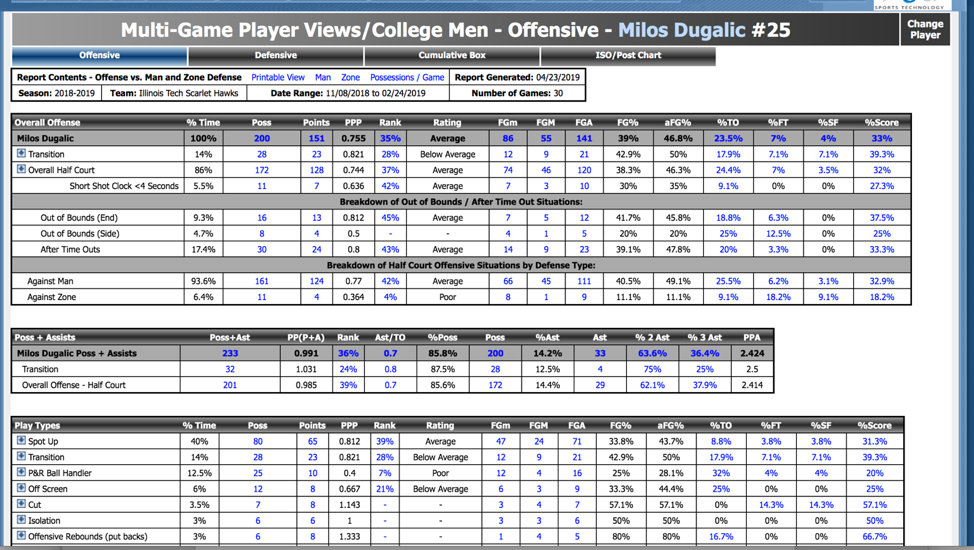 SPORTS TECHNOLOGY
Multi-Game Player Views/College Men - Offensive - Milos Dugalic #25
Change
Player
Offensive Defensive Cumulative Box ISO/Post Chart
Report Contents - Offense vs. Man and Zone Defense Printable View Man Zone Possessions / Game Report Generated: 04/23/2019
Season: 2018-2019 Team: Illinois Tech Scarlet Hawks Date Range: 11/08/2018 to 02/24/2019 Number of Games: 30
Overall Offense % Time Poss Points PPP Rank Rating FGm FGM FGA FG% aFG% %TO %FT %SF %Score
Milos Dugalic 100% 200 151 0.755 35% Average 86 55 141 39% 46.8% 23.5% 7% 4% 33%
Transition 14% 28 23 0.821 28% Below Average 12 9 21 42.9% 50% 17.9% 7.1% 7.1% 39.3%
Overall Half Court 86% 172 128 0.744 37% Average 74 46 120 38.3% 46.3% 24.4% 7% 3.5% 32%
Short Shot Clock <4 Seconds 5.5% 11 7 0.636 42% Average 7 3 10 30% 35% 9.1% 0% 0% 27.3%
Breakdown of Out of Bounds / After Time Out Situations:
Out of Bounds (End) 9.3% 16 13 0.812 45% Average 7 5 12 41.7% 45.8% 18.8% 6.3% 0% 37.5%
Out of Bounds (Side) 4.7% 8 4 0.5 - - 4 1 5 20% 20% 25% 12.5% 0% 25%
After Time Outs 17.4% 30 24 0.8 43% Average 14 9 23 39.1% 47.8% 20% 3.3% 0% 33.3%
Breakdown of Half Court Offensive Situations by Defense Type:
Against Man 93.6% 161 124 0.77 42% Average 66 45 111 40.5% 49.1% 25.5% 6.2% 3.1% 32.9%
Against Zone 6.4% 11 4 0.364 4% Poor 8 1 9 11.1% 11.1% 9.1% 18.2% 9.1% 18.2%
Poss + Assists Poss+Ast PP(P+A) Rank Ast/TO %Poss Poss %Ast Ast % 2 Ast % 3 Ast PPA
Milos Dugalic Poss + Assists 233 0.991 36% 0.7 85.8% 200 14.2% 33 63.6% 36.4% 2.424
Transition 32 1.031 24% 0.8 87.5% 28 12.5% 4 75% 25% 2.5
Overall Offense - Half Court 201 0.985 39% 0.7 85.6% 172 14.4% 29 62.1% 37.9% 2.414
Play Types % Time Poss Points PPP Rank Rating FGm FGM FGA FG% aFG% %TO %FT %SF %Score
Spot Up 40% 80 65 0.812 39% Average 47 24 71 33.8% 43.7% 8.8% 3.8% 3.8% 31.3%
Transition 14% 28 23 0.821 28% Below Average 12 9 21 42.9% 50% 17.9% 7.1% 7.1% 39.3%
P&R Ball Handler 12.5% 25 10 0.4 7% Poor 12 4 16 25% 28.1% 32% 4% 4% 20%
Off Screen 6% 12 8 0.667 21% Below Average 6 3 9 33.3% 44.4% 25% 0% 0% 25%
Cut 3.5% 7 8 1.143 - - 3 4 7 57.1% 57.1% 0% 14.3% 14.3% 57.1%
Isolation 3% 6 6 1 - - 3 3 6 50% 50% 0% 0% 0% 50%
Offensive Rebounds (put backs) 3% 6 8 1.333 - - 1 4 5 80% 80% 16.7% 0% 0% 66.7%